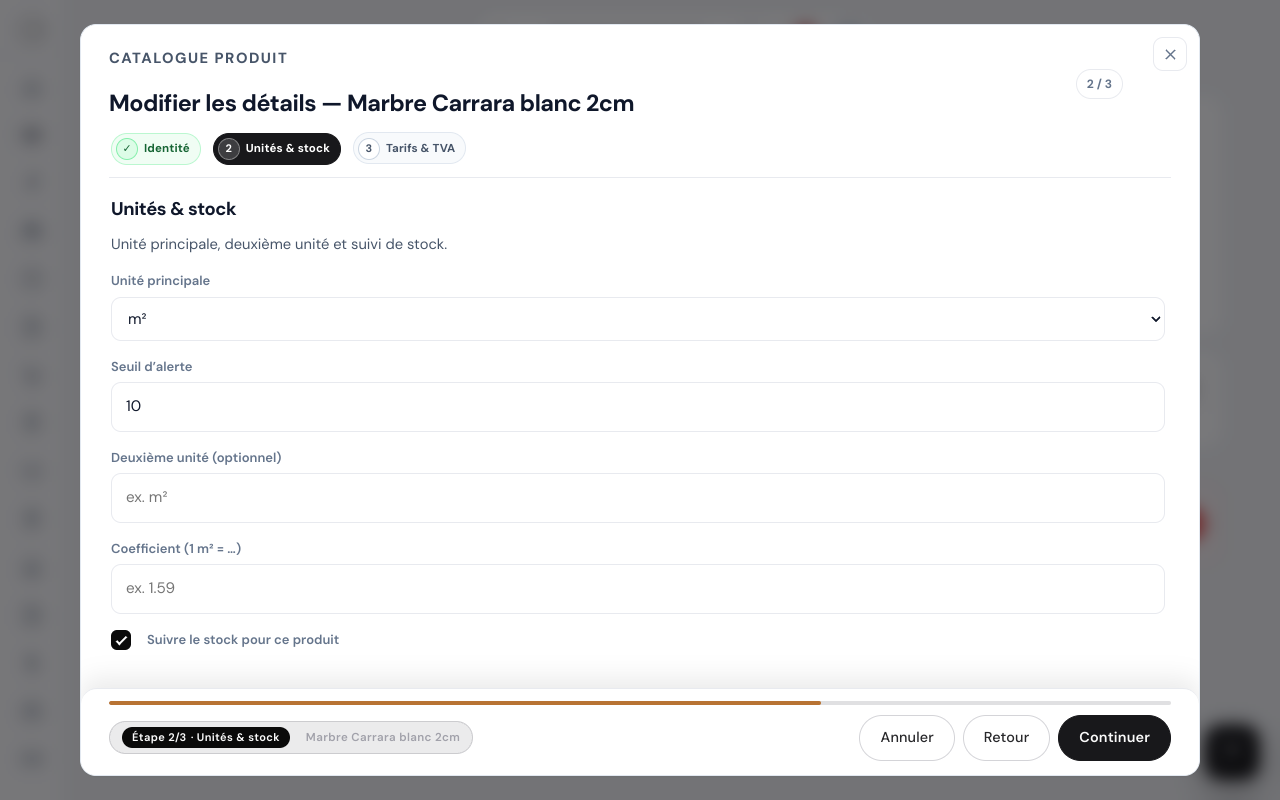 CATALOGUE PRODUIT
2 / 3
Modifier les détails — Marbre Carrara blanc 2cm
✓ Identité
2 Unités & stock
3 Tarifs & TVA
Unités & stock
Unité principale, deuxième unité et suivi de stock.
Unité principale
m²
Seuil d’alerte
10
Deuxième unité (optionnel)
ex. m²
Coefficient (1 m² = …)
ex. 1.59
Suivre le stock pour ce produit
Étape 2/3 · Unités & stock
Marbre Carrara blanc 2cm
Annuler
Retour
Continuer